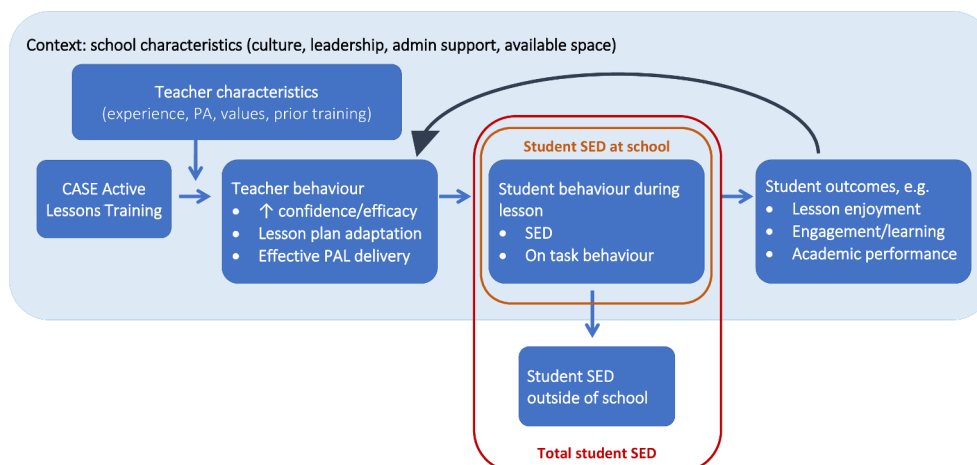 Context: school characteristics (culture, leadership, admin support, available space)
Teacher characteristics
(experience, PA, values, prior training)
CASE Active
Lessons Training
Teacher behaviour
• ↑ confidence/efficacy
• Lesson plan adaptation
• Effective PAL delivery
Student SED at school
Student behaviour during
lesson
• SED
• On task behaviour
Student outcomes, e.g.
• Lesson enjoyment
• Engagement/learning
• Academic performance
Student SED
outside of school
Total student SED